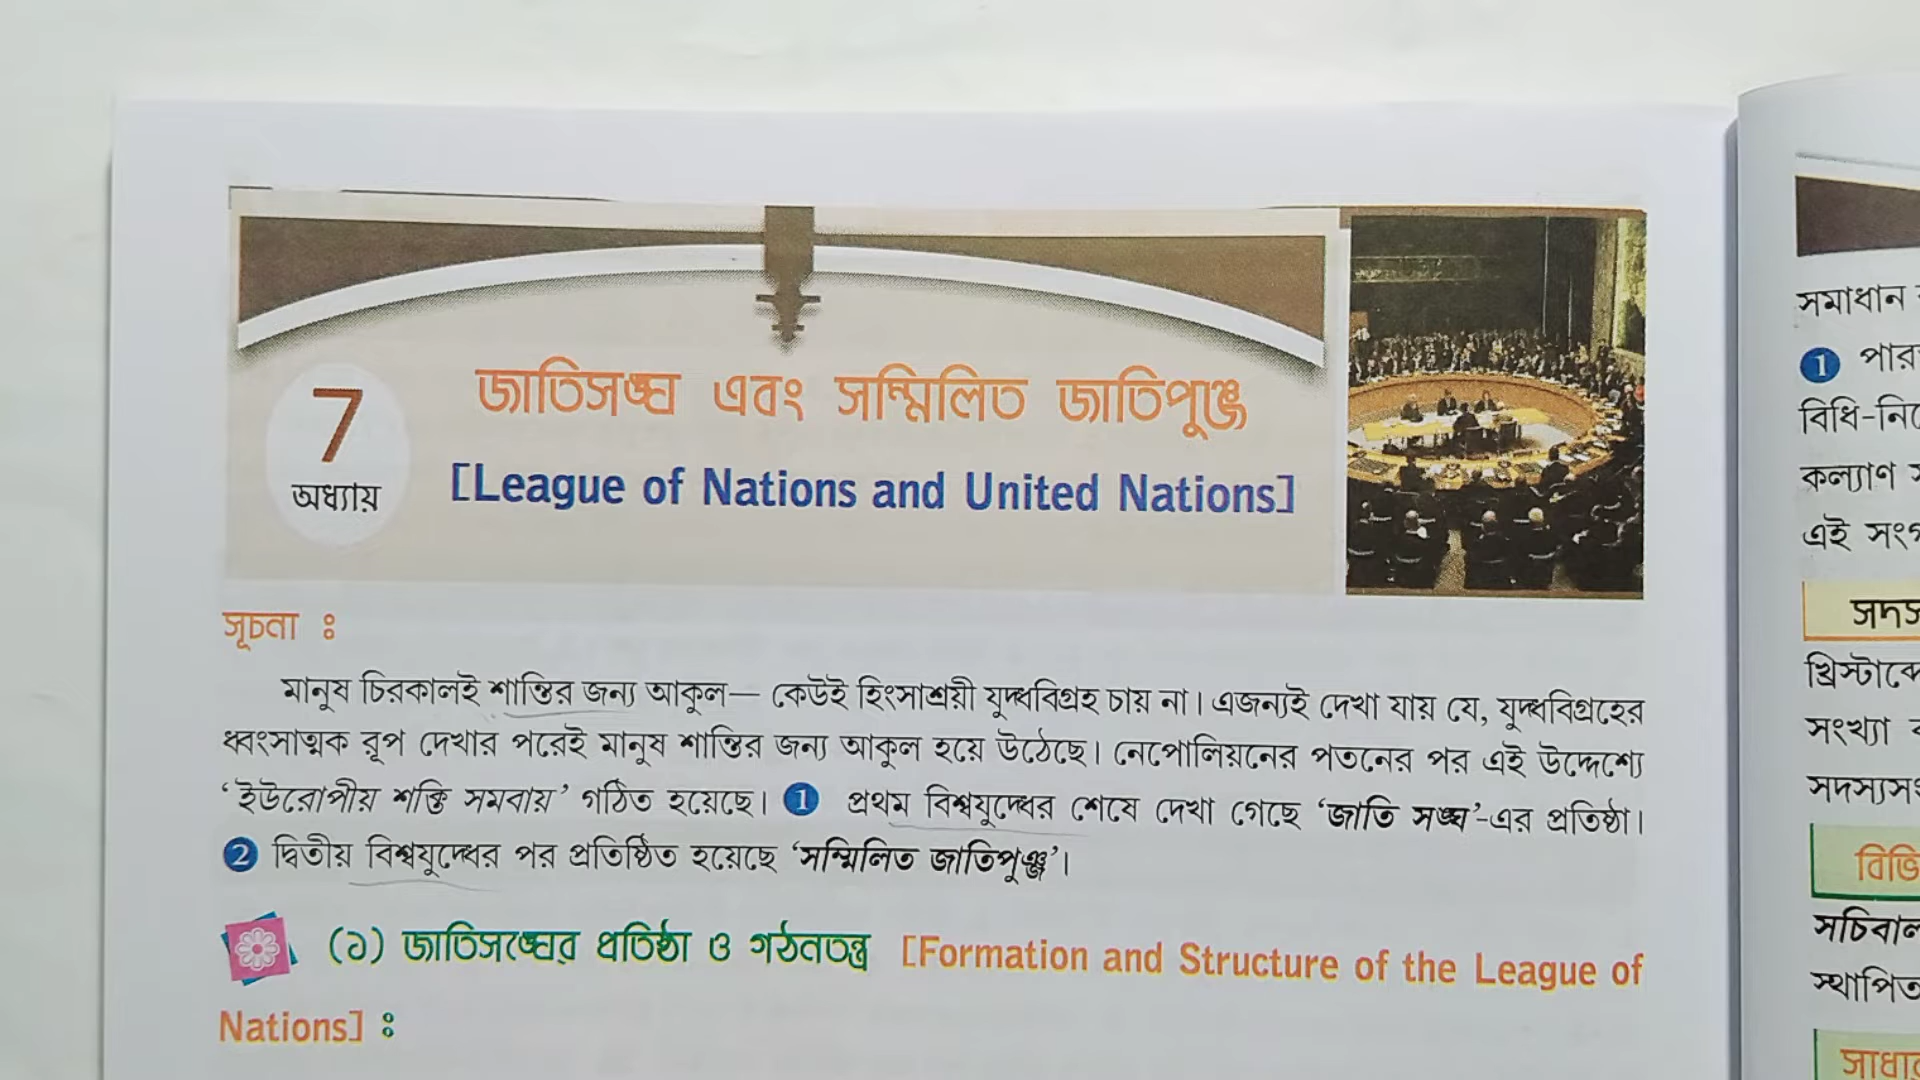 7
অধ্যায়
জাতিসঙ্ঘ এবং সম্মিলিত জাতিপুঞ্জ
[League of Nations and United Nations]
সূচনা :
মানুষ চিরকালই শান্তির জন্য আকুল— কেউই হিংসাশ্রয়ী যুদ্ধবিগ্রহ চায় না। এজন্যই দেখা যায় যে, যুদ্ধবিগ্রহের
ধ্বংসাত্মক রূপ দেখার পরেই মানুষ শান্তির জন্য আকুল হয়ে উঠেছে। নেপোলিয়নের পতনের পর এই উদ্দেশ্যে
‘ইউরোপীয় শক্তি সমবায়’ গঠিত হয়েছে। 1 প্রথম বিশ্বযুদ্ধের শেষে দেখা গেছে ‘জাতি সঙ্ঘ’-এর প্রতিষ্ঠা।
2 দ্বিতীয় বিশ্বযুদ্ধের পর প্রতিষ্ঠিত হয়েছে ‘সম্মিলিত জাতিপুঞ্জ’।
(১) জাতিসঙ্ঘের প্রতিষ্ঠা ও গঠনতন্ত্র [Formation and Structure of the League of
Nations] :
সমাধান
1 পার
বিধি-নি
কল্যাণ
এই সং
সদস
খ্রিস্টাব্দে
সংখ্যা
সদস্যসং
বিভি
সচিবাল
স্থাপিত
সাধার